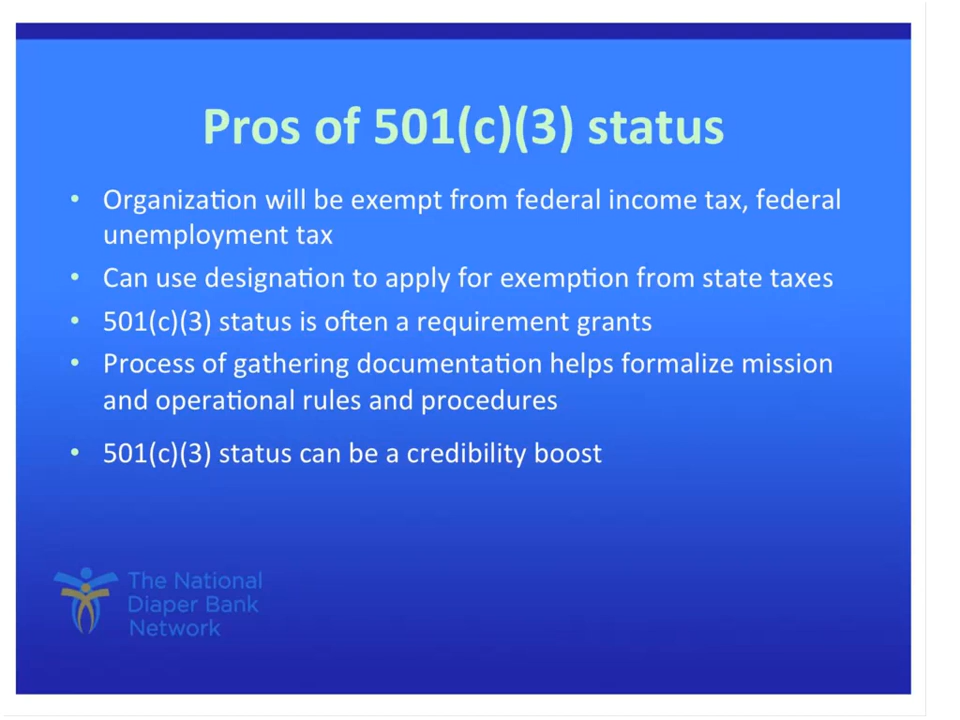 Pros of 501(c)(3) status
• Organization will be exempt from federal income tax, federal
unemployment tax
• Can use designation to apply for exemption from state taxes
• 501(c)(3) status is often a requirement grants
• Process of gathering documentation helps formalize mission
and operational rules and procedures
• 501(c)(3) status can be a credibility boost
The National
Diaper Bank
Network